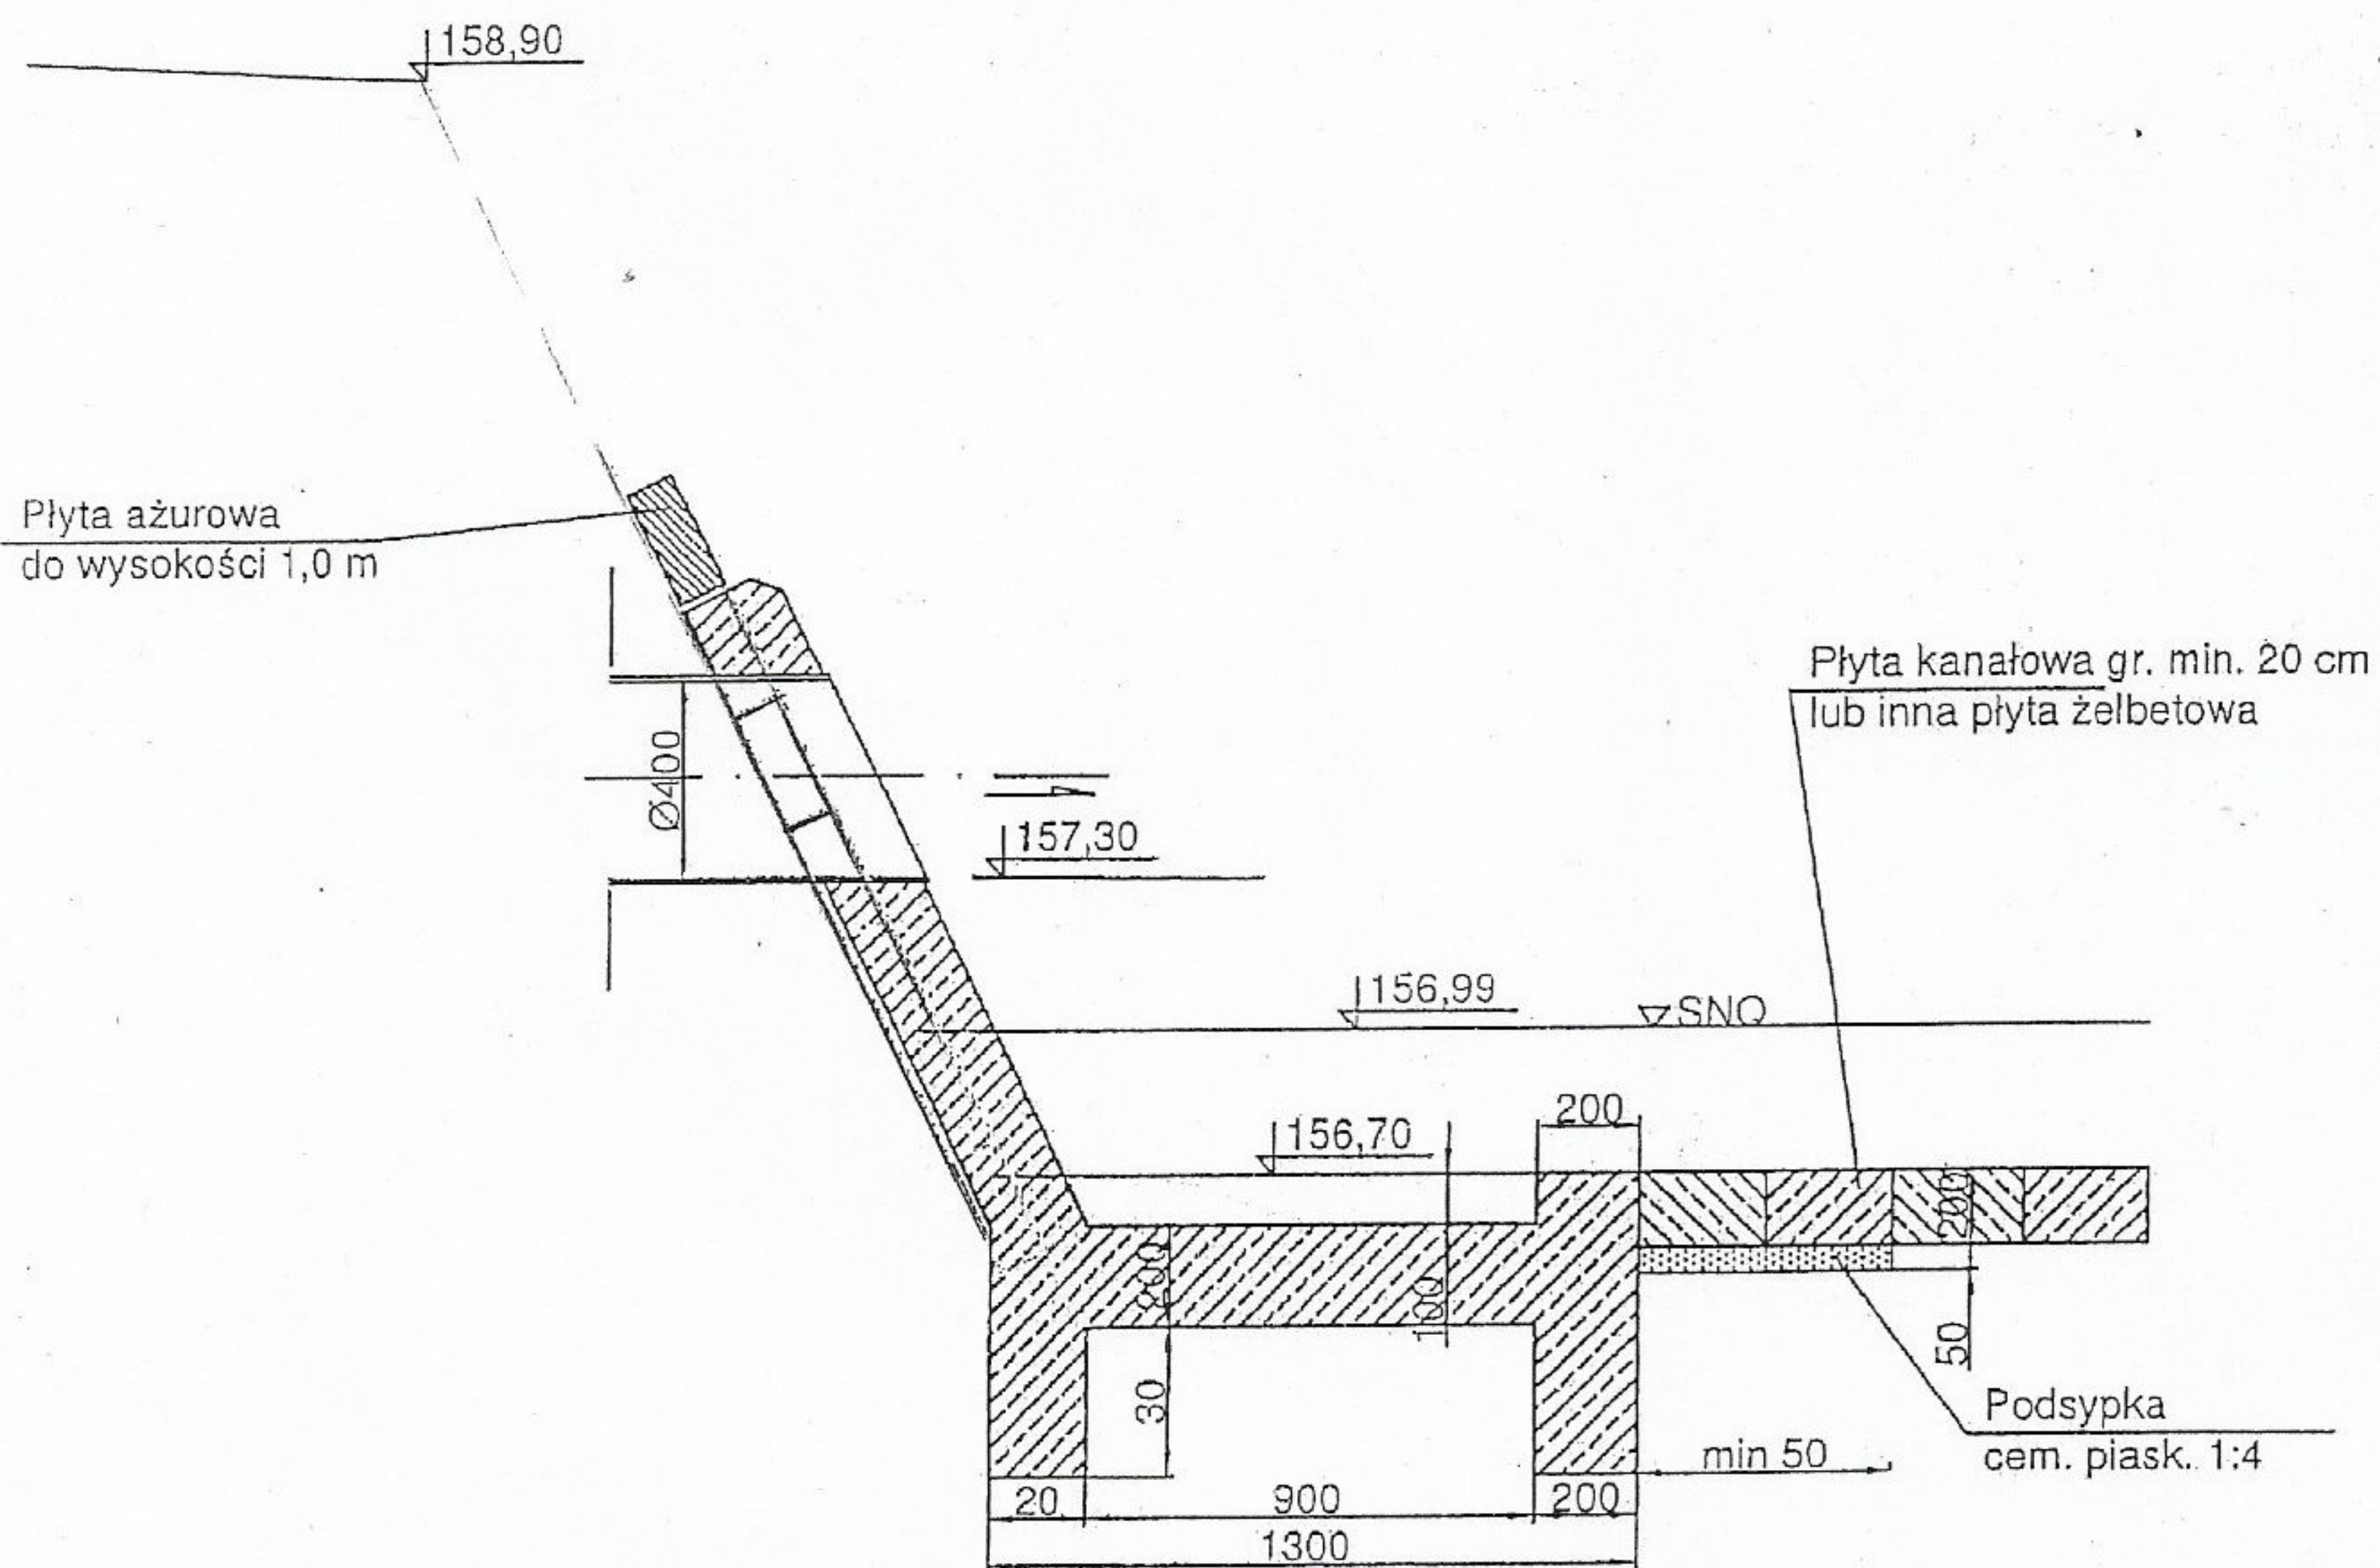 158,90
Płyta ażurowa
do wysokości 1,0 m
Płyta kanałowa gr. min. 20 cm
lub inna płyta żelbetowa
Ø400
157,30
156,99
SNQ
200
156,70
200
200
100
50
30
Podsypka
cem. piask. 1:4
min 50
20
900
200
1300